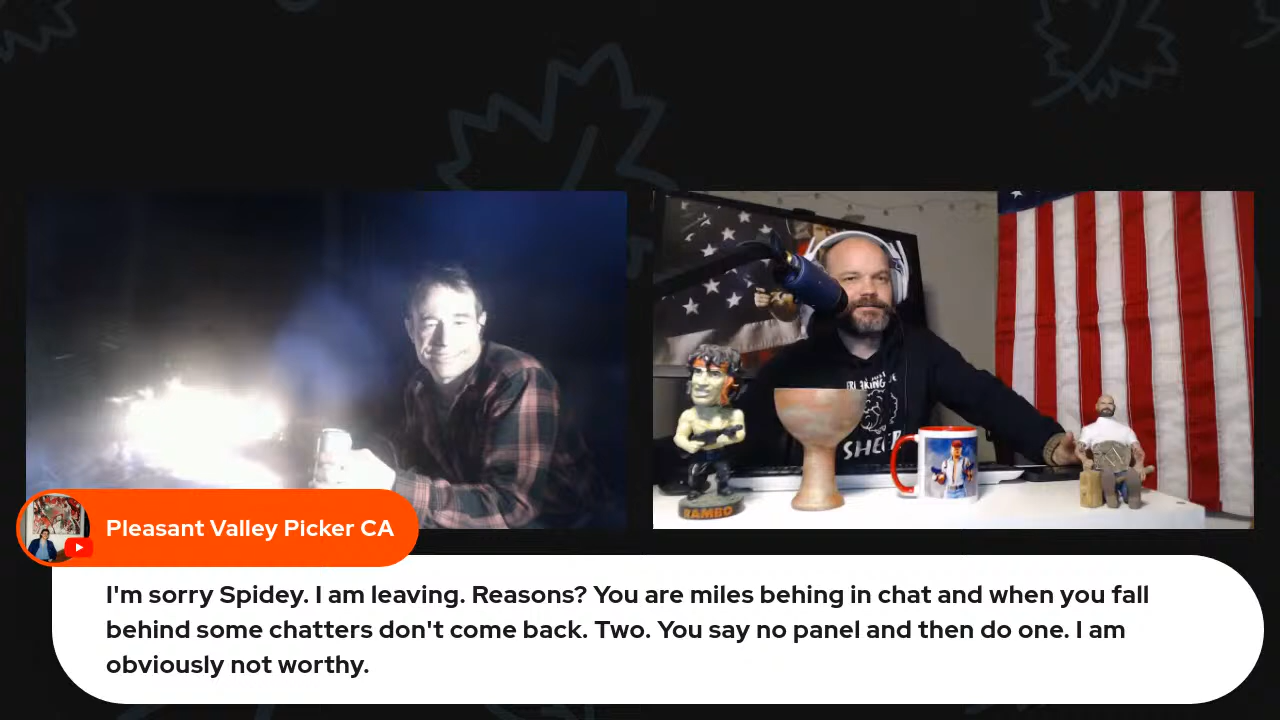 SHEEP
RAMBO
Pleasant Valley Picker CA
I'm sorry Spidey. I am leaving. Reasons? You are miles behing in chat and when you fall
behind some chatters don't come back. Two. You say no panel and then do one. I am
obviously not worthy.